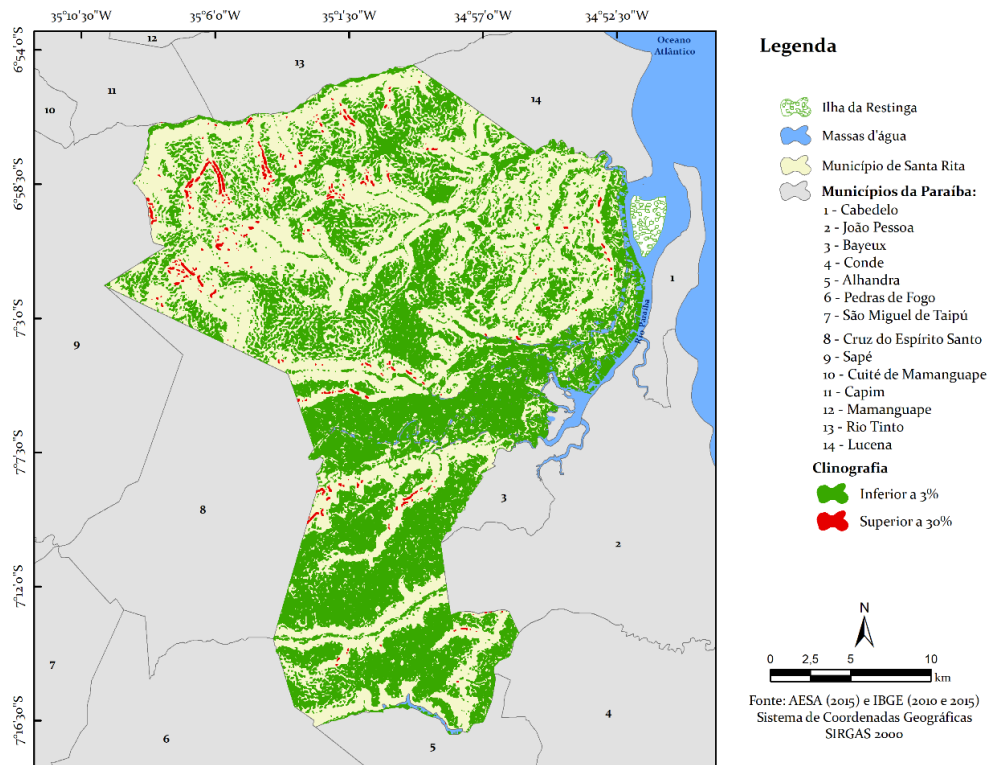 35°10'30"W 35°6'0"W 35°1'30"W 34°57'0"W 34°52'30"W
6°54'0"S
6°58'30"S
7°3'0"S
7°7'30"S
7°12'0"S
7°16'30"S
Oceano
Atlântico
12
13
11
10
14
1
Rio Paraíba
9
8
3
2
7
6
5
4
Legenda
Ilha da Restinga
Massas d'água
Município de Santa Rita
Municípios da Paraíba:
1 - Cabedelo
2 - João Pessoa
3 - Bayeux
4 - Conde
5 - Alhandra
6 - Pedras de Fogo
7 - São Miguel de Taipú
8 - Cruz do Espírito Santo
9 - Sapé
10 - Cuité de Mamanguape
11 - Capim
12 - Mamanguape
13 - Rio Tinto
14 - Lucena
Clinografia
Inferior a 3%
Superior a 30%
N
0 2,5 5 10
km
Fonte: AESA (2015) e IBGE (2010 e 2015)
Sistema de Coordenadas Geográficas
SIRGAS 2000